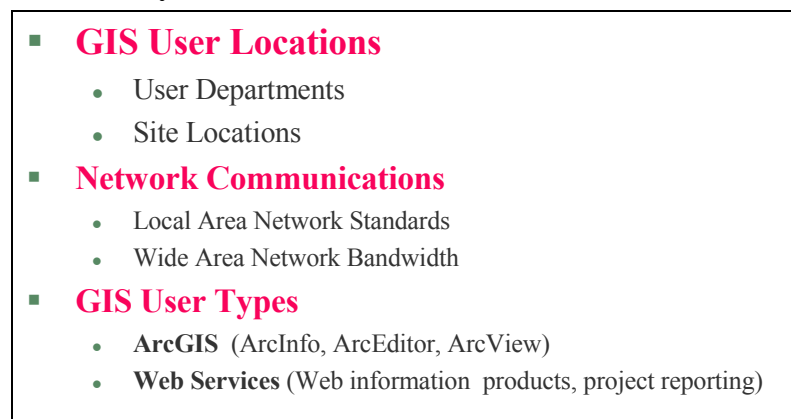 ▪ GIS User Locations
• User Departments
• Site Locations
▪ Network Communications
• Local Area Network Standards
• Wide Area Network Bandwidth
▪ GIS User Types
• ArcGIS (ArcInfo, ArcEditor, ArcView)
• Web Services (Web information products, project reporting)